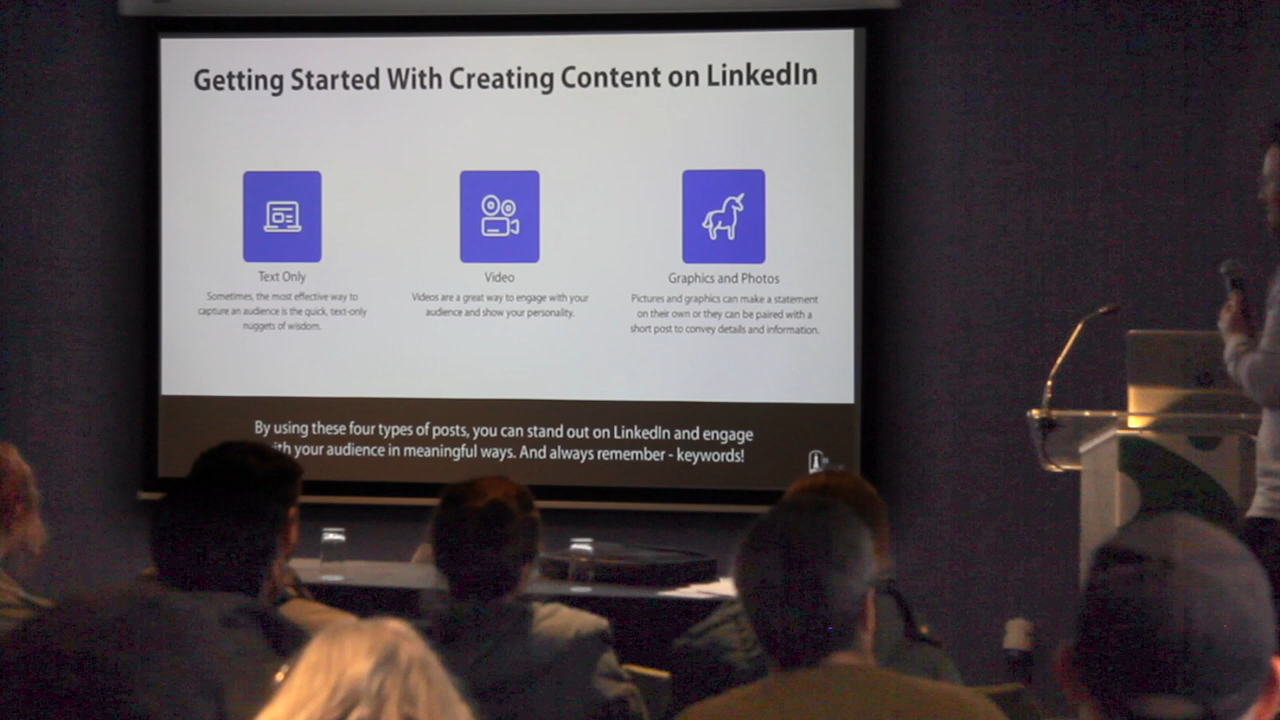 Getting Started With Creating Content on LinkedIn
Text Only
Sometimes, the most effective way to
capture an audience is the quick, text-only
nuggets of wisdom.
Video
Videos are a great way to engage with your
audience and show your personality.
Graphics and Photos
Pictures and graphics can make a statement
on their own or they can be paired with a
short post to convey details and information.
By using these four types of posts, you can stand out on LinkedIn and engage
your audience in meaningful ways. And always remember - keywords!